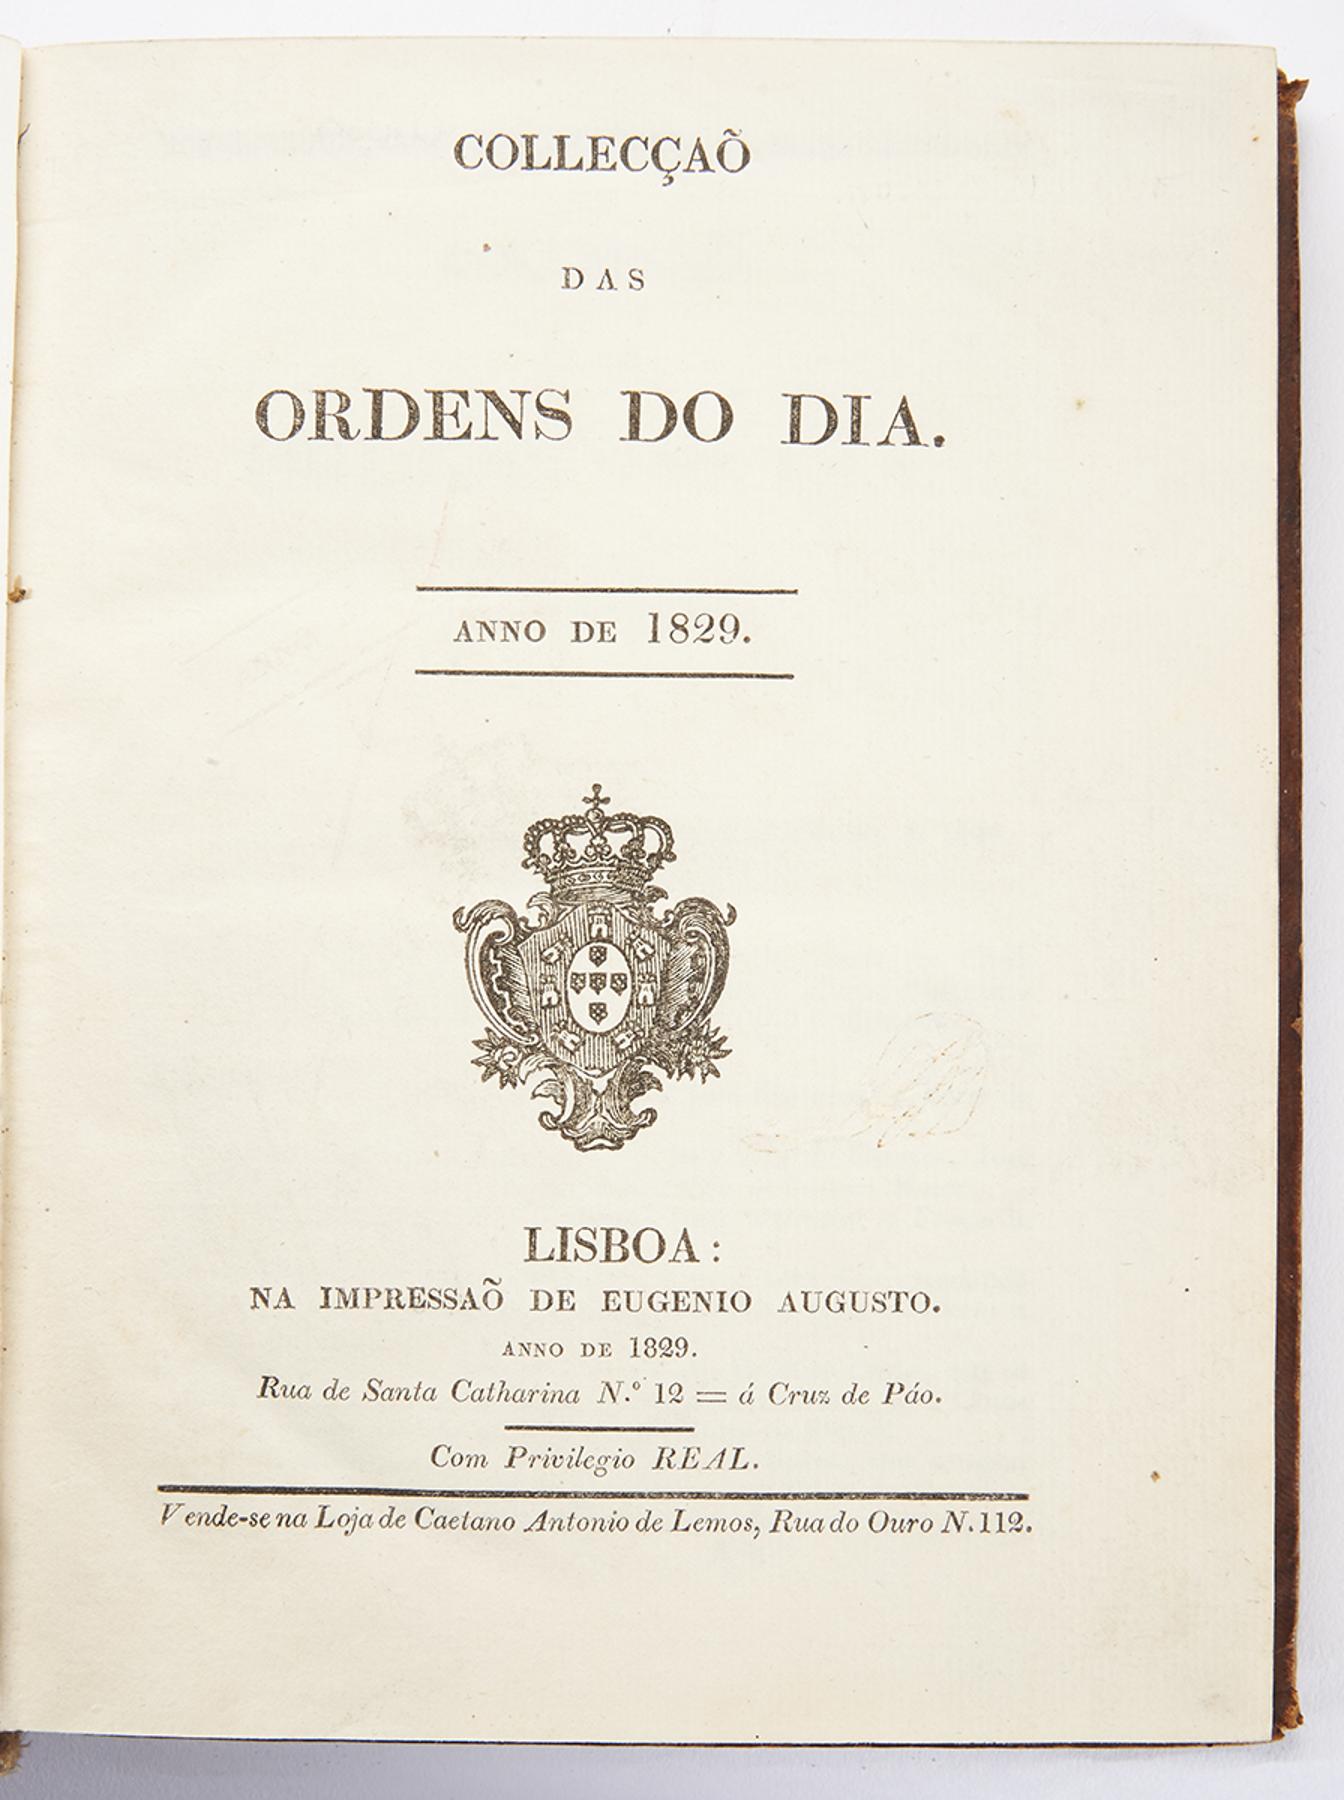 COLLECÇAÕ
DAS
ORDENS DO DIA.
ANNO DE 1829.
LISBOA:
NA IMPRESSAÕ DE EUGENIO AUGUSTO.
ANNO DE 1829.
Rua de Santa Catharina N.º 12 = á Cruz de Páo.
Com Privilegio REAL.
Vende-se na Loja de Caetano Antonio de Lemos, Rua do Ouro N. 112.